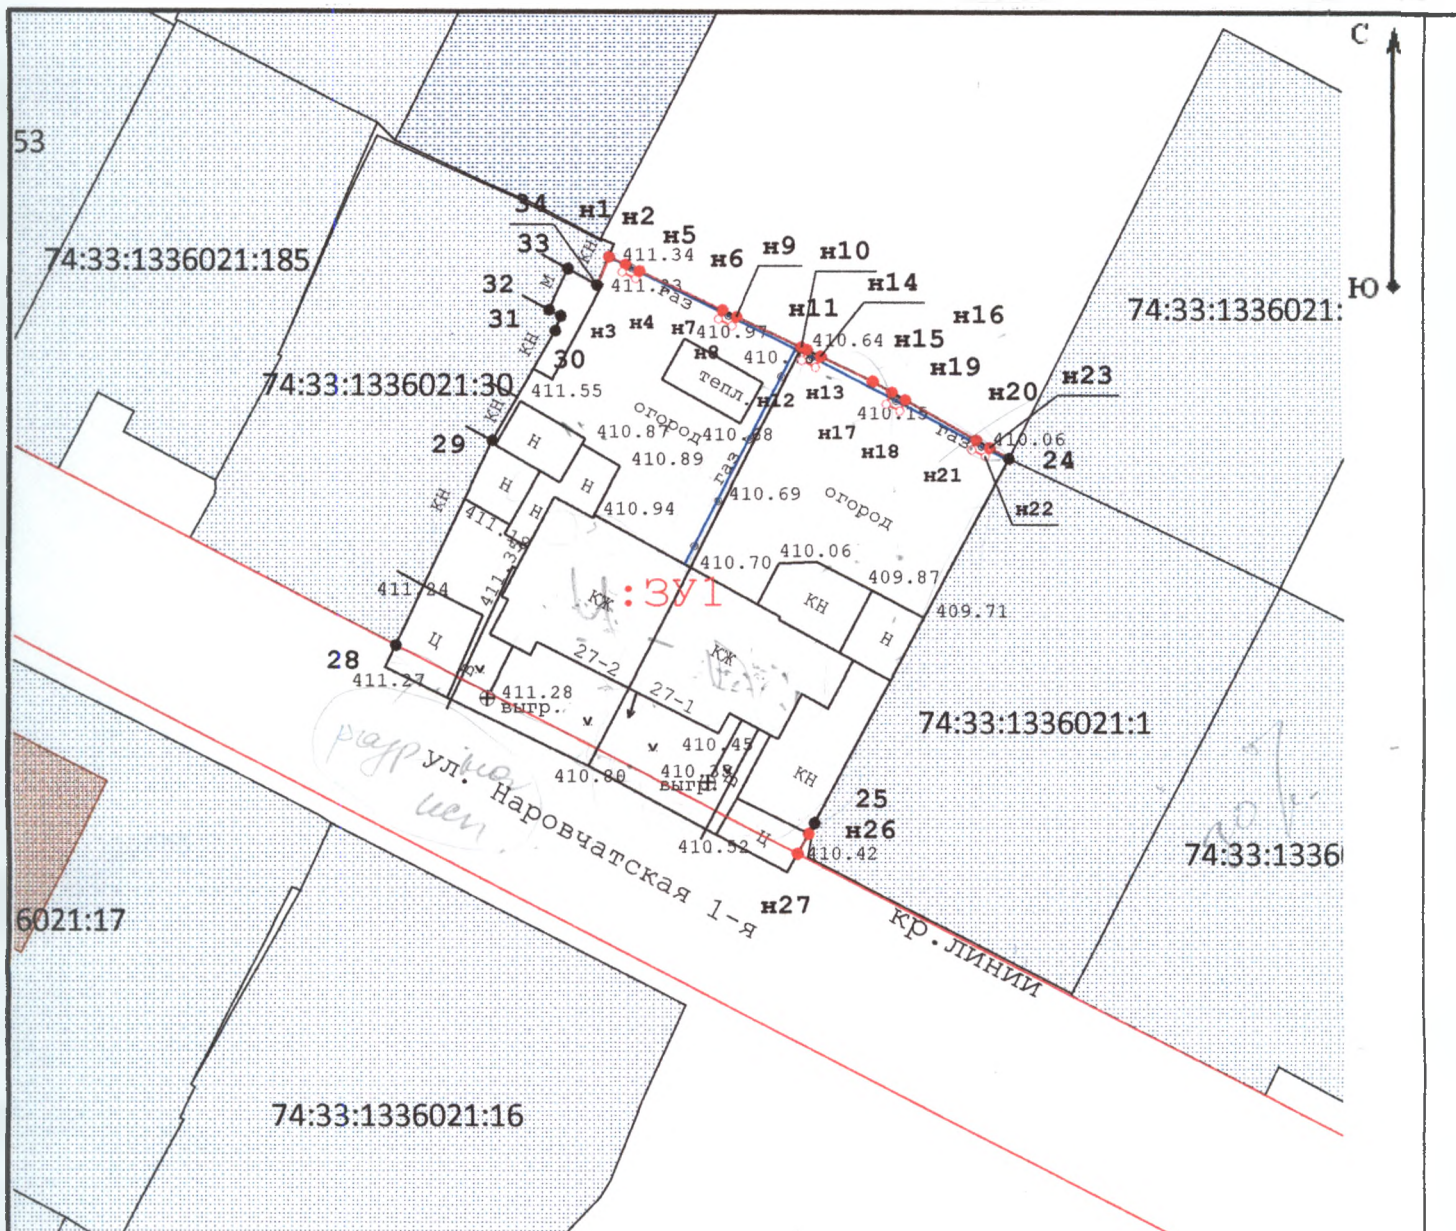 С
Ю
53
74:33:1336021:185
74:33:1336021:30
74:33:1336021:
74:33:1336021:1
74:33:1336
6021:17
74:33:1336021:16
34
н1
н2
н5
н6
н9
н10
н14
н11
н16
н15
н19
н20
н23
33
32
31
30
н3
н4
н7
н8
н12
н13
н17
н18
н21
н22
24
29
28
25
н26
н27
411.34
411.23
410.97
410.64
410.15
410.06
411.55
410.87
410.88
410.89
410.94
410.69
410.70
410.06
409.87
409.71
411.24
411.27
411.28
410.45
410.80
410.52
410.42
КН
М
КН
КН
КН
газ
газ
газ
тепл.
огород
огород
Н
Н
Н
Н
КЖ
КЖ
КН
Н
КН
Ц
Ц
27-2
27-1
выгр.
выгр.
:ЗУ1
ул. Наровчатская 1-я
кр.линии